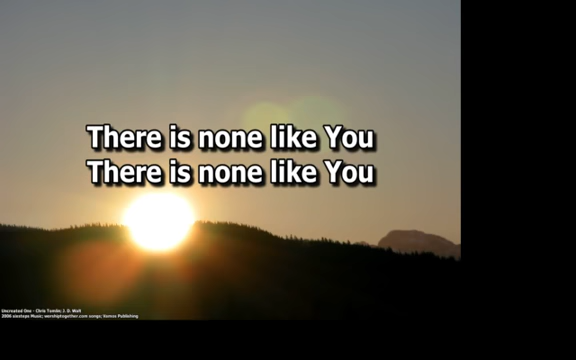 There is none like You
There is none like You
Uncreated One - Chris Tomlin; J. D. Walt
2006 sixsteps Music; worshiptogether.com songs; Vamos Publishing